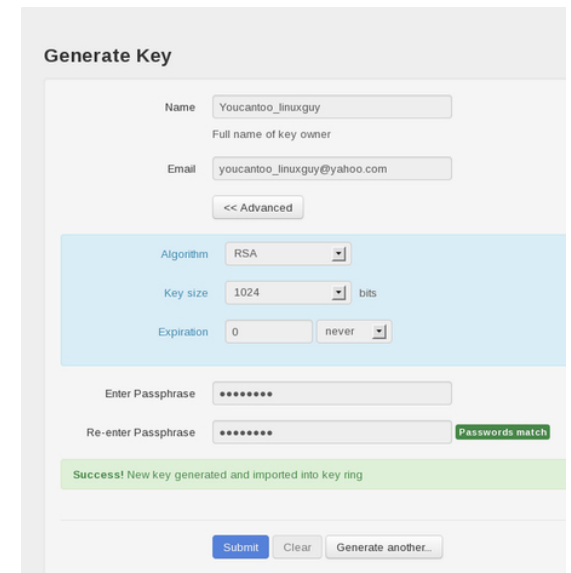 Generate Key
Name Youcantoo_linuxguy
Full name of key owner
Email youcantoo_linuxguy@yahoo.com
<< Advanced
Algorithm RSA
Key size 1024 bits
Expiration 0 never
Enter Passphrase ●●●●●●●●
Re-enter Passphrase ●●●●●●●● Passwords match
Success! New key generated and imported into key ring
Submit Clear Generate another...